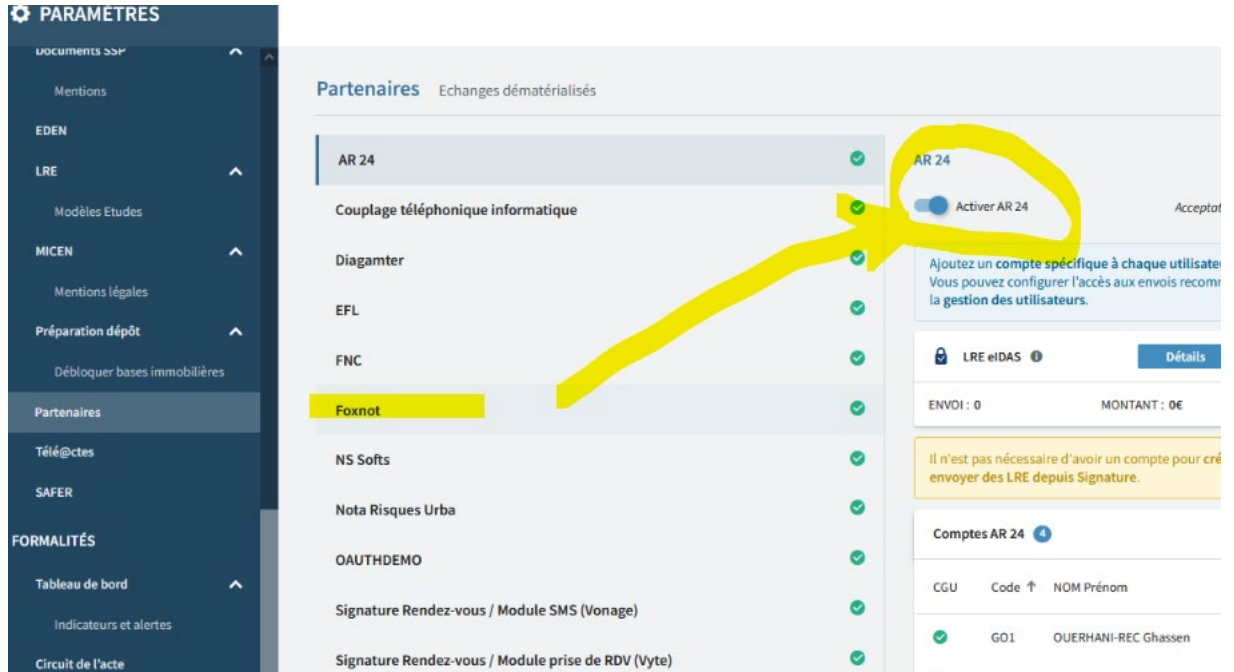 PARAMÈTRES
Documents SSP
Mentions
EDEN
LRE
Modèles Etudes
MICEN
Mentions légales
Préparation dépôt
Débloquer bases immobilières
Partenaires
Télé@ctes
SAFER
FORMALITÉS
Tableau de bord
Indicateurs et alertes
Circuit de l'acte
Partenaires Echanges dématérialisés
AR 24
Couplage téléphonique informatique
Diagamter
EFL
FNC
Foxnot
NS Softs
Nota Risques Urba
OAUTHDEMO
Signature Rendez-vous / Module SMS (Vonage)
Signature Rendez-vous / Module prise de RDV (Vyte)
AR 24
Activer AR 24 Acceptat
Ajoutez un compte spécifique à chaque utilisate
Vous pouvez configurer l'accès aux envois recom
la gestion des utilisateurs.
LRE eIDAS Détails
ENVOI : 0 MONTANT : 0€
Il n'est pas nécessaire d'avoir un compte pour cré
envoyer des LRE depuis Signature.
Comptes AR 24 4
CGU Code ↑ NOM Prénom
GO1 OUERHANI-REC Ghassen